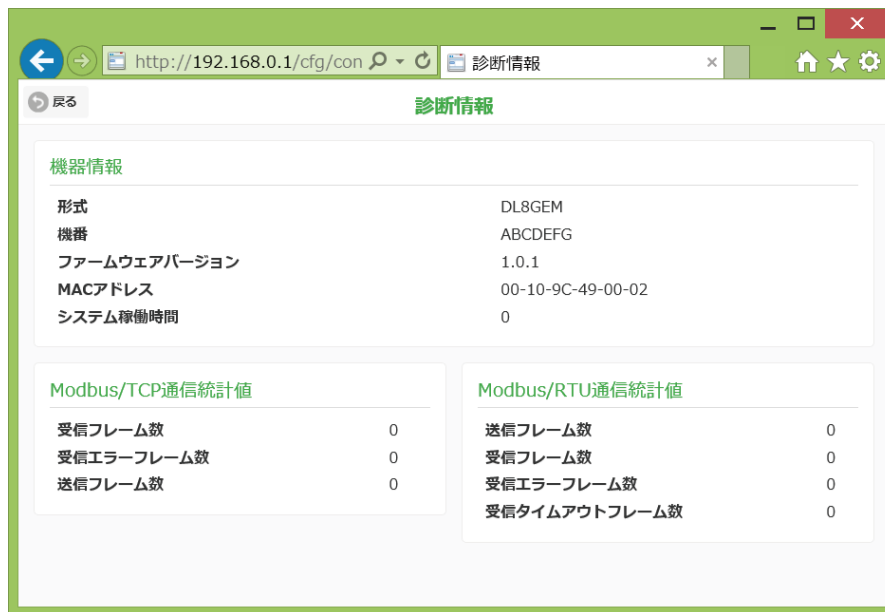 http://192.168.0.1/cfg/con
診断情報
戻る
診断情報
機器情報
形式 DL8GEM
機番 ABCDEFG
ファームウェアバージョン 1.0.1
MACアドレス 00-10-9C-49-00-02
システム稼働時間 0
Modbus/TCP通信統計値
受信フレーム数 0
受信エラーフレーム数 0
送信フレーム数 0
Modbus/RTU通信統計値
送信フレーム数 0
受信フレーム数 0
受信エラーフレーム数 0
受信タイムアウトフレーム数 0